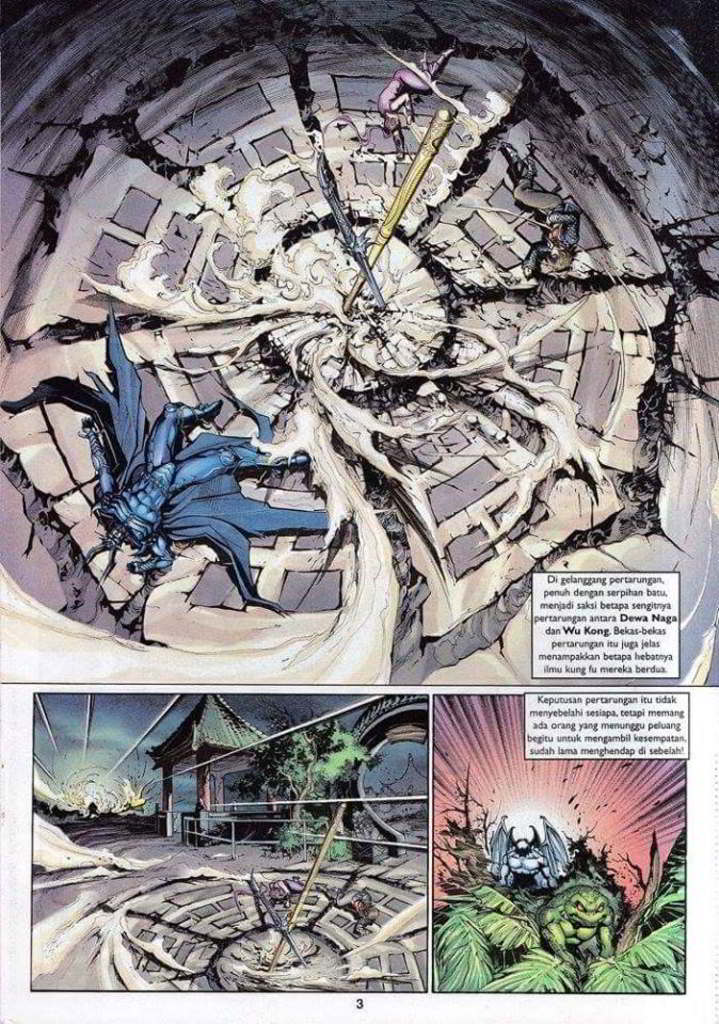 Di gelanggang pertarungan,
penuh dengan serpihan batu,
menjadi saksi betapa sengitnya
pertarungan antara Dewa Naga
dan Wu Kong. Bekas-bekas
pertarungan itu juga jelas
menampakkan betapa hebatnya
ilmu kung fu mereka berdua.
Keputusan pertarungan itu tidak
menyebelahi sesiapa, tetapi memang
ada orang yang menunggu peluang
begitu untuk mengambil kesempatan,
sudah lama menghendap di sebelah!
3